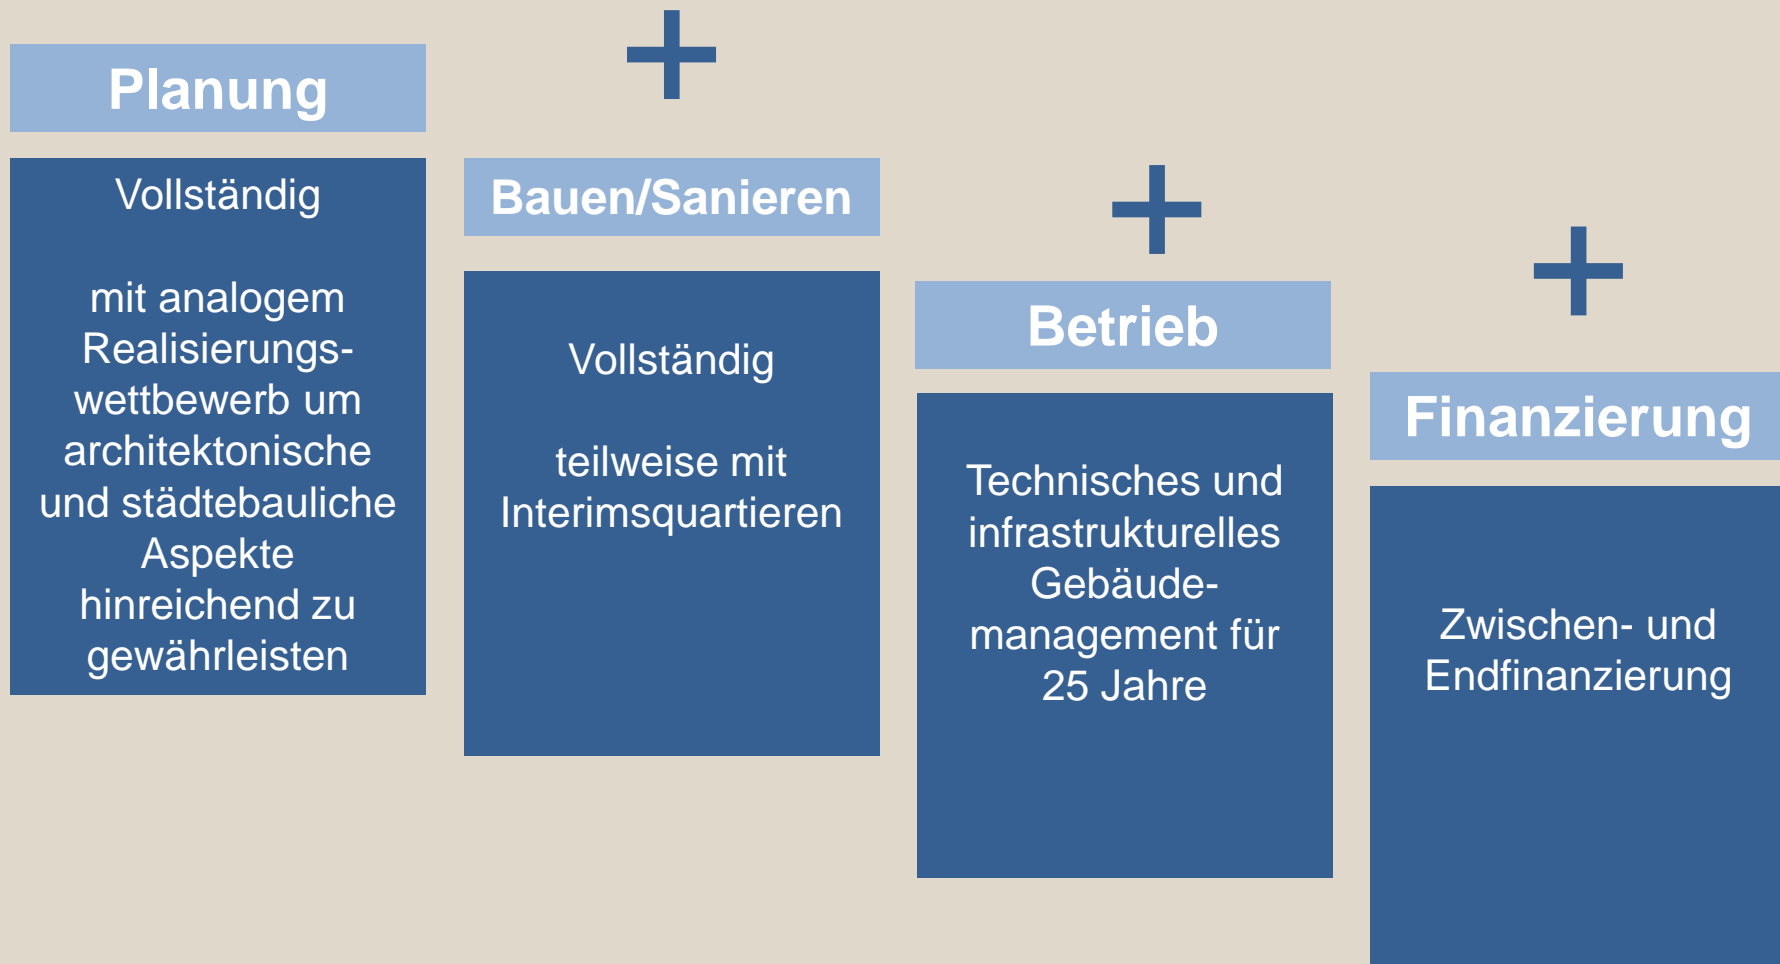 Planung
Vollständig
mit analogem
Realisierungs-
wettbewerb um
architektonische
und städtebauliche
Aspekte
hinreichend zu
gewährleisten
+
Bauen/Sanieren
Vollständig
teilweise mit
Interimsquartieren
+
Betrieb
Technisches und
infrastrukturelles
Gebäude-
management für
25 Jahre
+
Finanzierung
Zwischen- und
Endfinanzierung